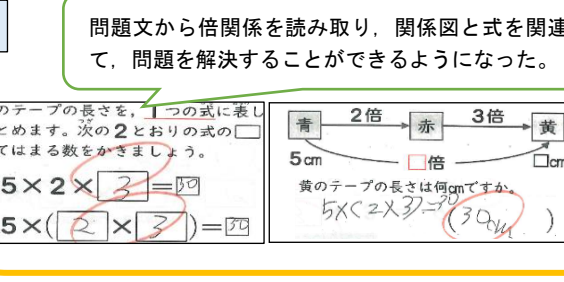 問題文から倍関係を読み取り，関係図と式を関連
て，問題を解決することができるようになった。
のテープの長さを，1つの式に表し
とめます。次の2とおりの式の□
てはまる数をかきましょう。
5×2×3=30
5×(2×3)=30
青 2倍 赤 3倍 黄
5cm □倍 □cm
黄のテープの長さは何cmですか。
5×(2×3)=30
(30cm)